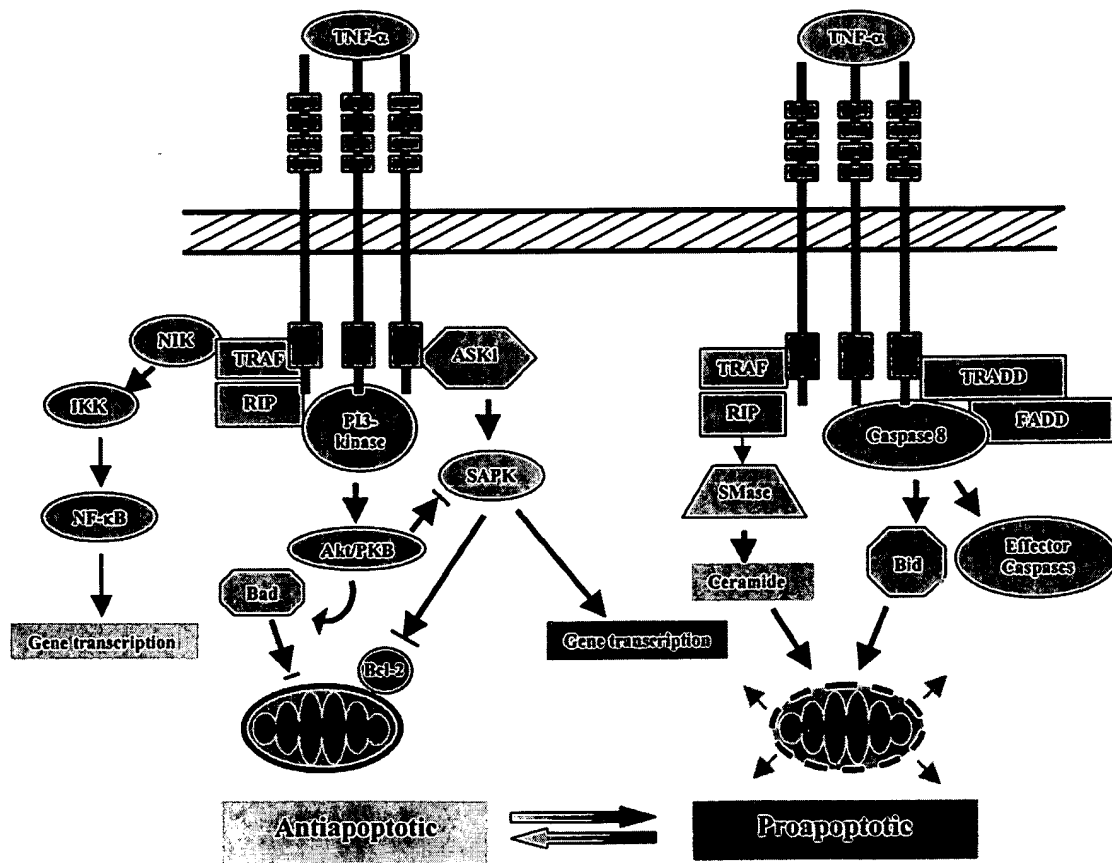 TNF-α
TNF-α
NIK
TRAF
ASK1
TRAF
TRADD
IKK
RIP
PI3-
kinase
RIP
Caspase 8
FADD
SAPK
SMase
NF-κB
Akt/PKB
Bid
Effector
Caspases
Bad
Ceramide
Gene transcription
Gene transcription
Bcl-2
Antiapoptotic
Proapoptotic